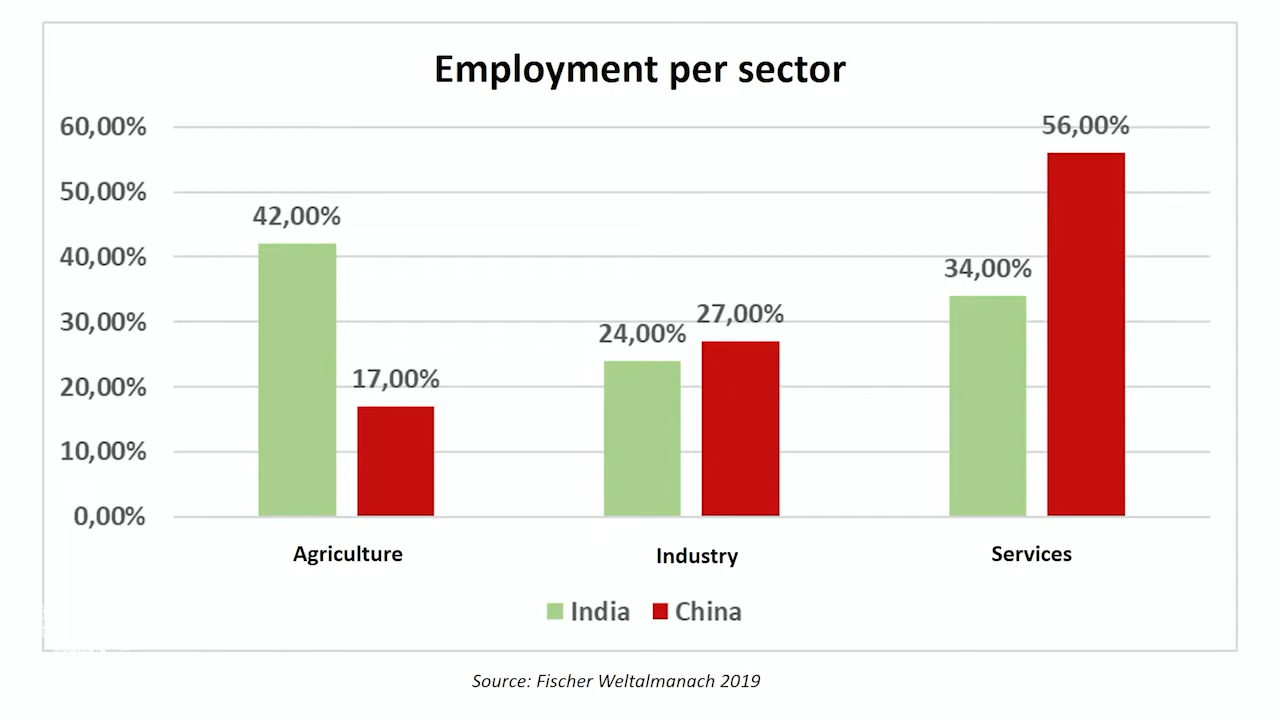 Employment per sector
60,00%
50,00%
40,00%
30,00%
20,00%
10,00%
0,00%
42,00%
17,00%
24,00%
27,00%
34,00%
56,00%
Agriculture
Industry
Services
India
China
Source: Fischer Weltalmanach 2019